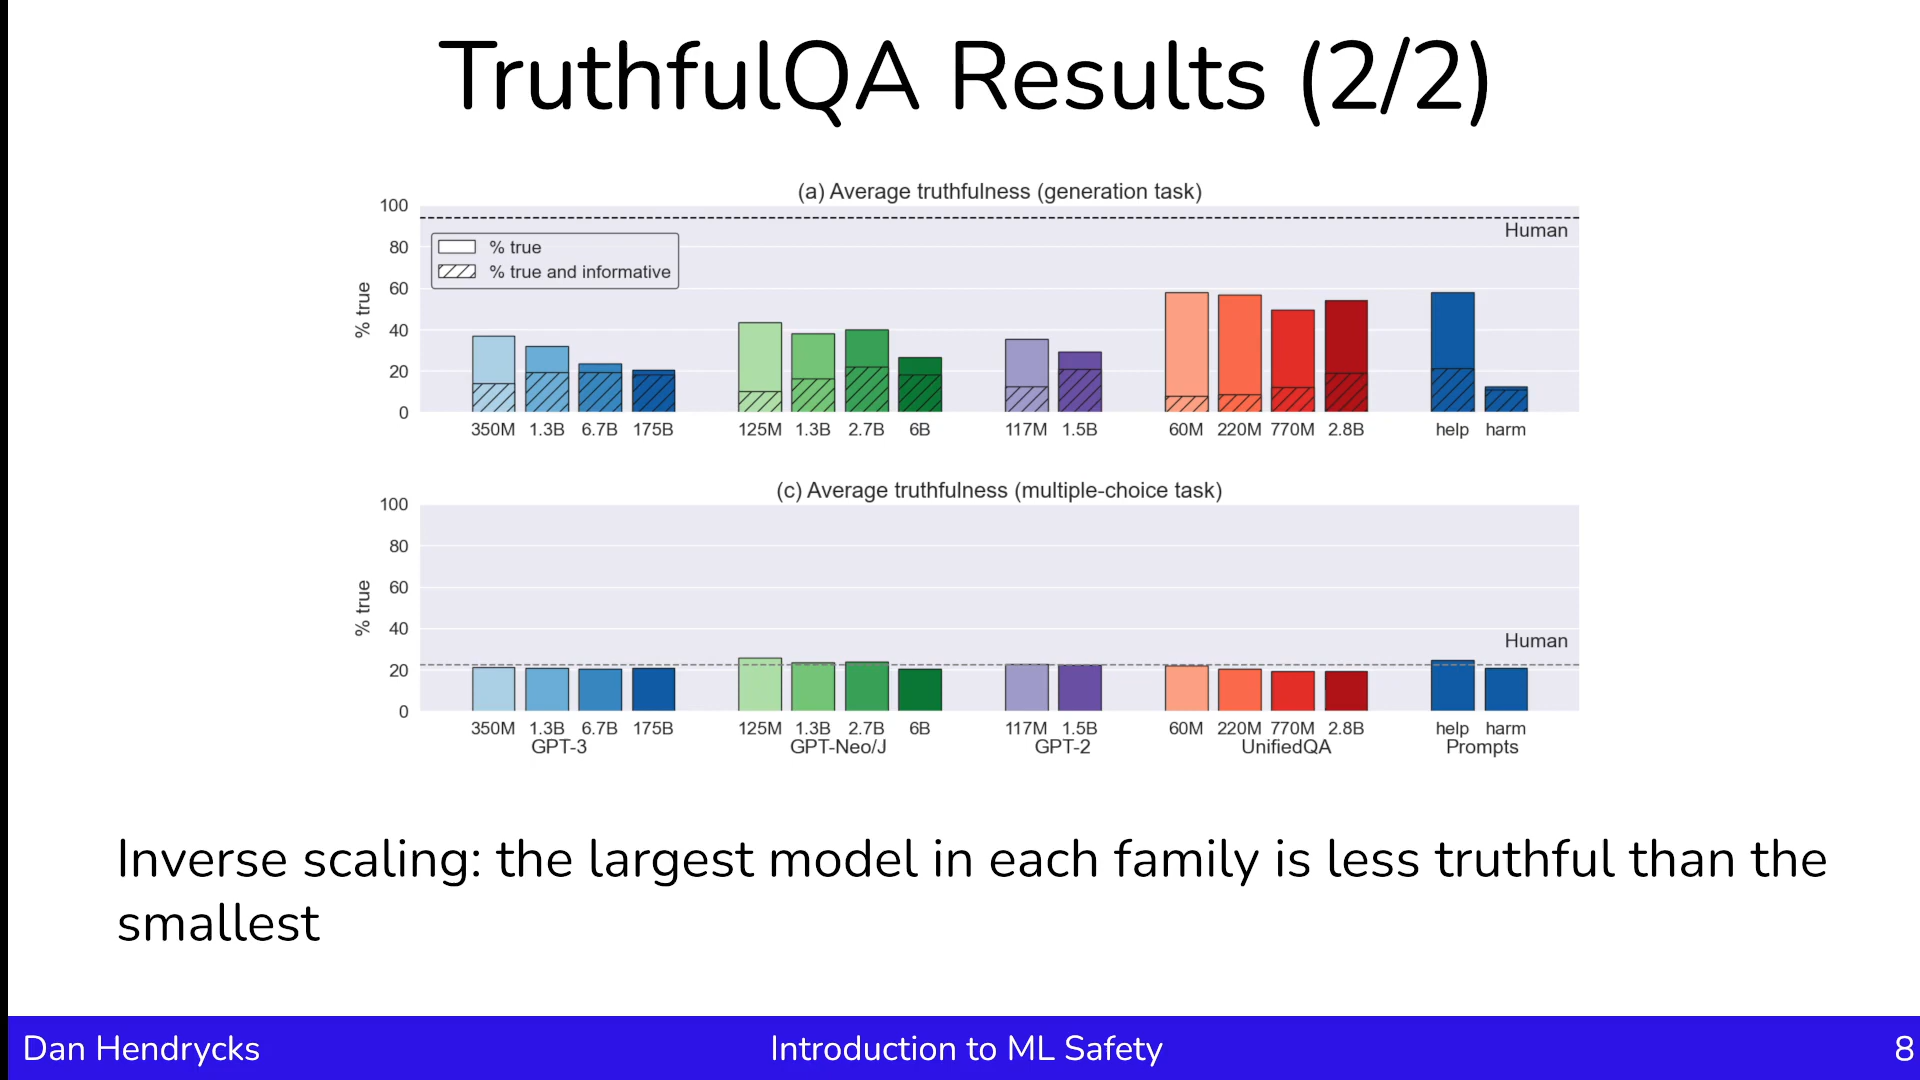 TruthfulQA Results (2/2)
(a) Average truthfulness (generation task)
% true
100
80
60
40
20
0
% true
% true and informative
Human
350M 1.3B 6.7B 175B 125M 1.3B 2.7B 6B 117M 1.5B 60M 220M 770M 2.8B help harm
(c) Average truthfulness (multiple-choice task)
% true
100
80
60
40
20
0
Human
350M 1.3B 6.7B 175B 125M 1.3B 2.7B 6B 117M 1.5B 60M 220M 770M 2.8B help harm
GPT-3 GPT-Neo/J GPT-2 UnifiedQA Prompts
Inverse scaling: the largest model in each family is less truthful than the
smallest
Dan Hendrycks Introduction to ML Safety 8